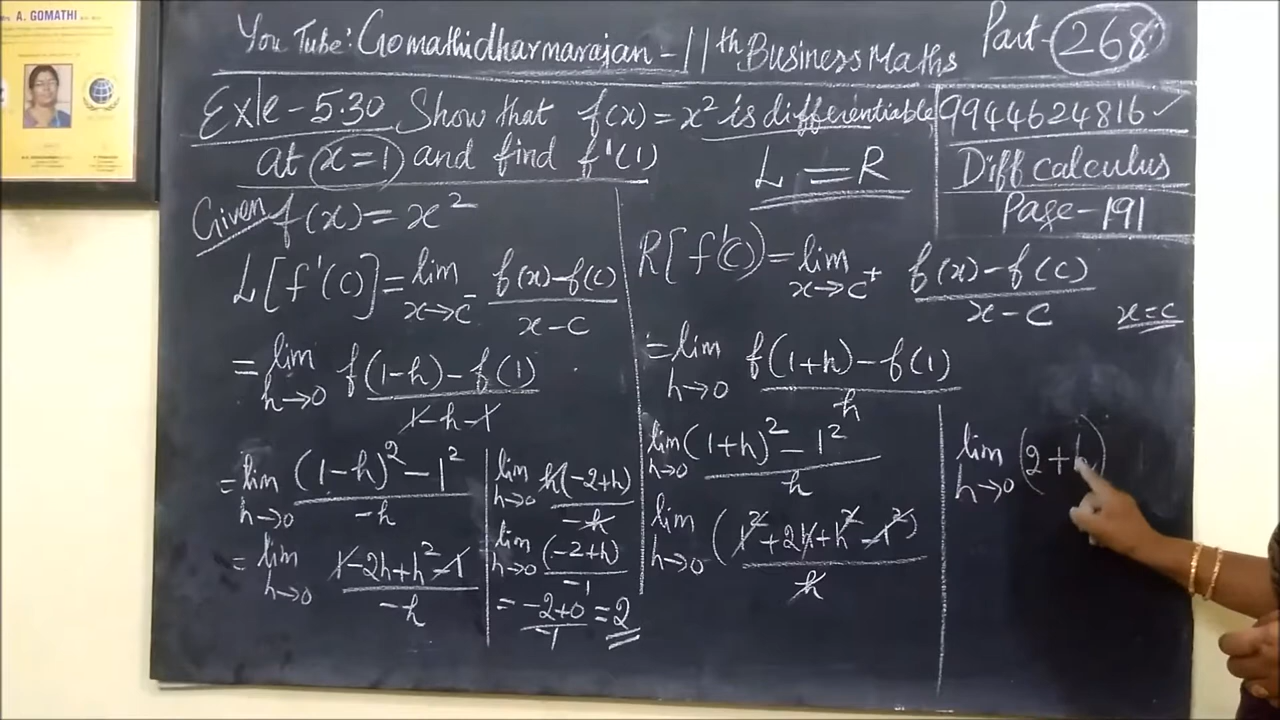 A. GOMATHI
You Tube: Gomathidharmarajan - 11th Business Maths
Part - 268
Ex/e - 5.30 Show that f(x) = x² is differentiable
at x=1 and find f'(1)
L = R
9944624816 ✓
Diff calculus
Page - 191
Given f(x) = x²
L[f'(C)] = lim x→c⁻ f(x)-f(c) / x-c
= lim h→0 f(1-h)-f(1) / 1-h-1
= lim h→0 (1-h)² - 1² / -h
= lim h→0 1-2h+h²-1 / -h
lim h→0 h(-2+h) / -h
lim h→0 (-2+h) / -1
= -2+0 / -1 = 2
R[f'(C)] = lim x→c⁺ f(x)-f(c) / x-c
x=c
= lim h→0 f(1+h)-f(1) / h
lim h→0 (1+h)² - 1² / h
lim h→0 (1²+2h+h²-1²) / h
lim h→0 (2+h)